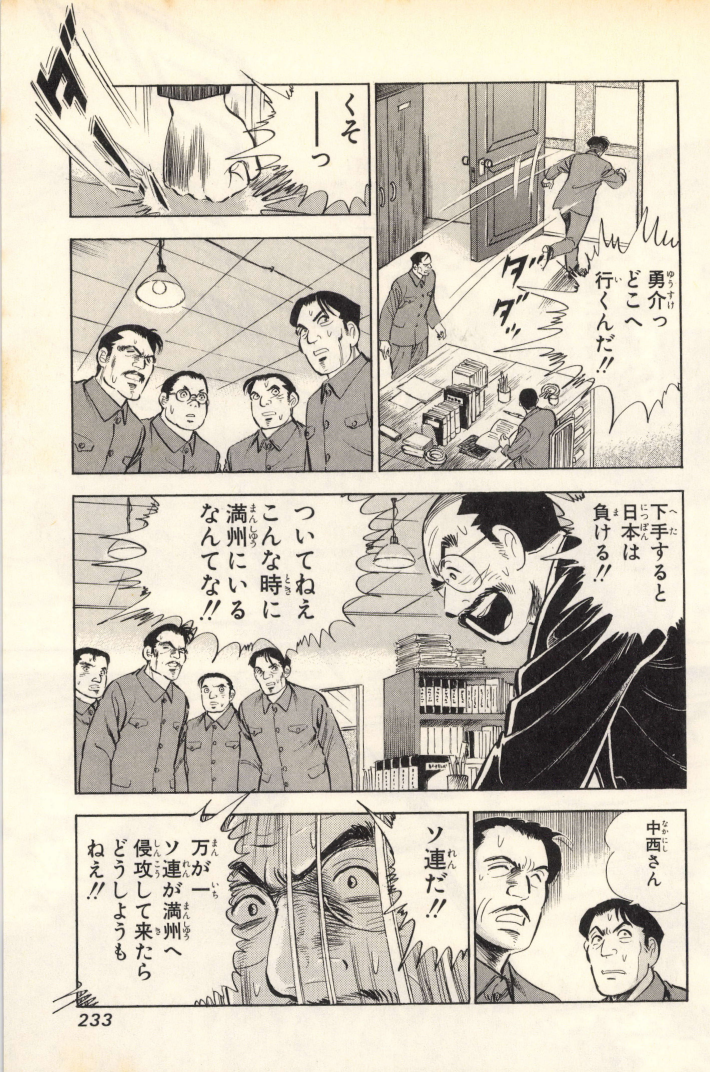 勇介っ
どこへ
行くんだ!!
ダッ
ダッ
くそ
ーっ
下手すると
日本は
負ける!!
ついてねえ
こんな時に
満州にいる
なんてな!!
中西さん
ソ連だ!!
万が一
ソ連が満州へ
侵攻して来たら
どうしようも
ねえ!!
233